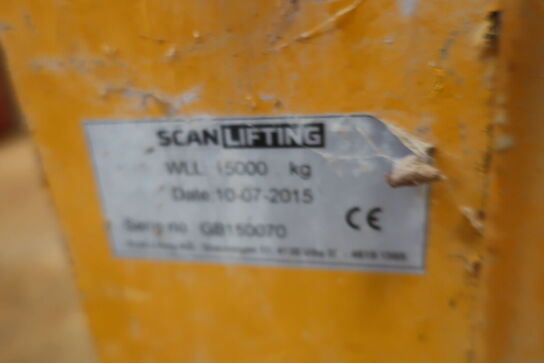 SCAN LIFTING
WLL: 15000 kg
Date: 10-07-2015
Serie no. GB150070
CE